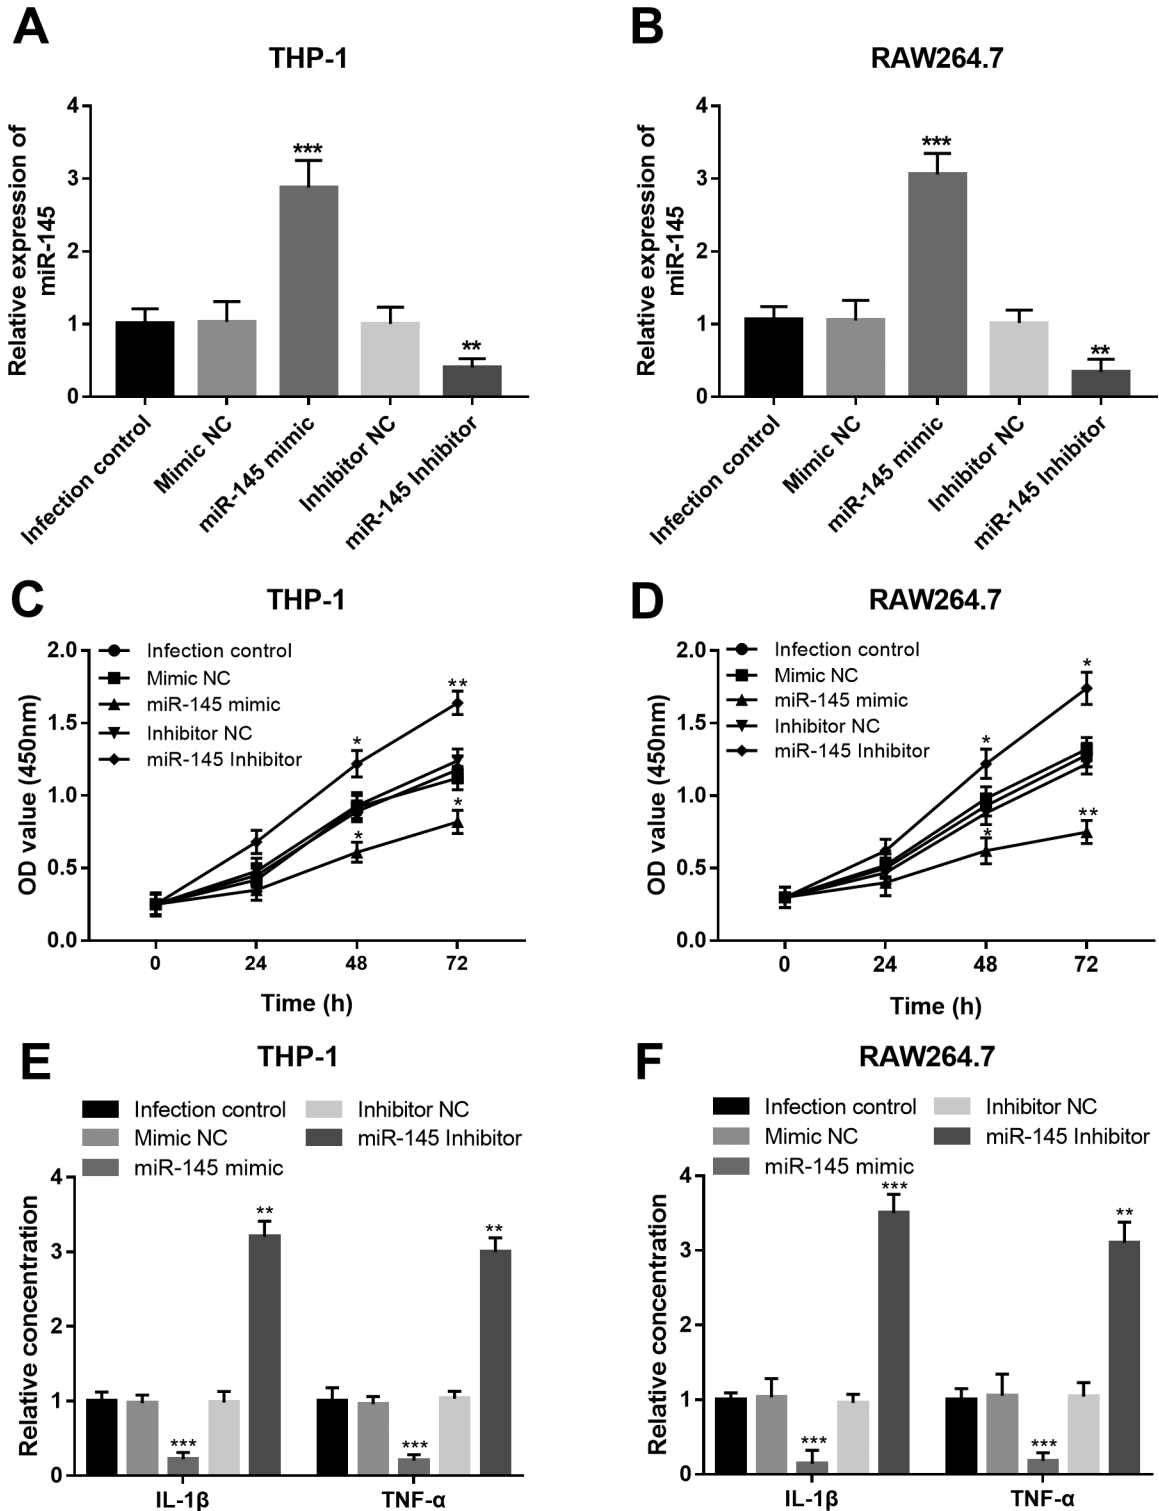 A
THP-1
Relative expression of
miR-145
4
3
2
1
0
***
**
Infection control
Mimic NC
miR-145 mimic
Inhibitor NC
miR-145 Inhibitor
B
RAW264.7
Relative expression of
miR-145
4
3
2
1
0
***
**
Infection control
Mimic NC
miR-145 mimic
Inhibitor NC
miR-145 Inhibitor
C
THP-1
OD value (450nm)
2.0
1.5
1.0
0.5
0.0
Infection control
Mimic NC
miR-145 mimic
Inhibitor NC
miR-145 Inhibitor
*
**
*
*
0 24 48 72
Time (h)
D
RAW264.7
OD value (450nm)
2.0
1.5
1.0
0.5
0.0
Infection control
Mimic NC
miR-145 mimic
Inhibitor NC
miR-145 Inhibitor
*
*
*
**
0 24 48 72
Time (h)
E
THP-1
Infection control
Mimic NC
miR-145 mimic
Inhibitor NC
miR-145 Inhibitor
Relative concentration
4
3
2
1
0
***
**
***
**
IL-1β TNF-α
F
RAW264.7
Infection control
Mimic NC
miR-145 mimic
Inhibitor NC
miR-145 Inhibitor
Relative concentration
4
3
2
1
0
***
***
***
**
IL-1β TNF-α